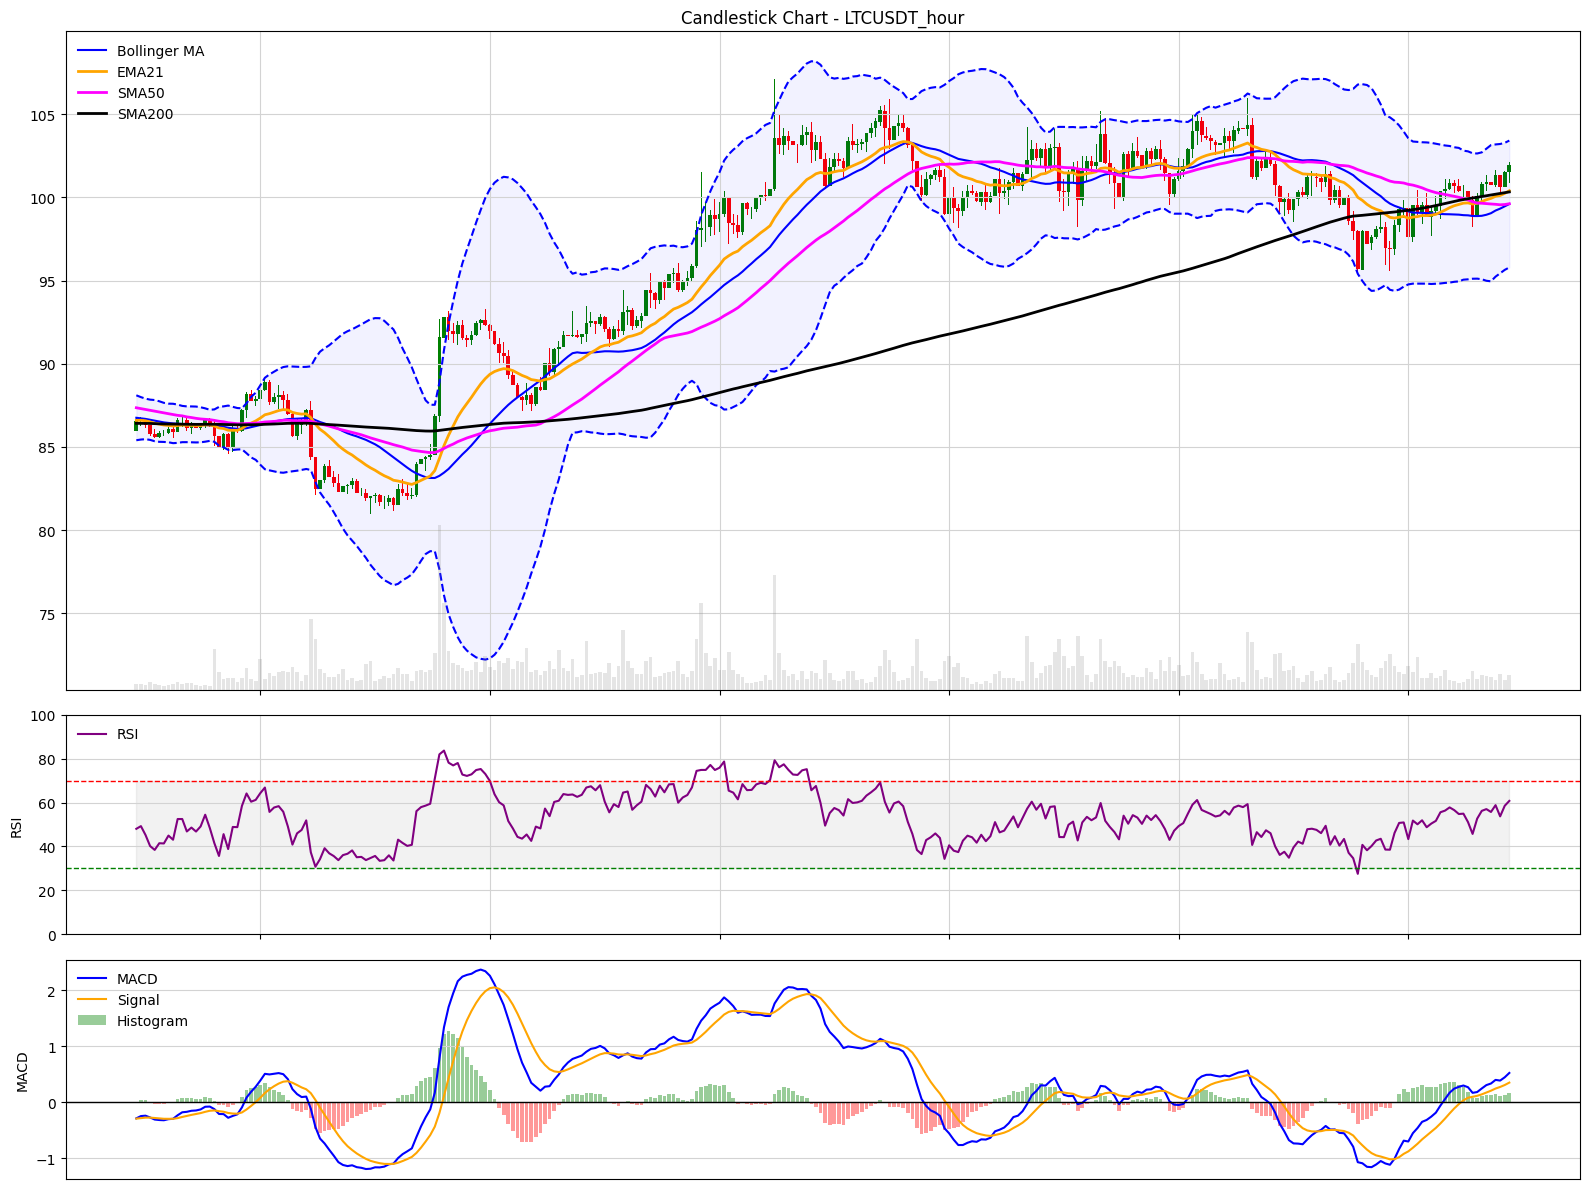 Candlestick Chart - LTCUSDT_hour
Bollinger MA
EMA21
SMA50
SMA200
105
100
95
90
85
80
75
RSI
100
80
60
40
20
0
RSI
MACD
Signal
Histogram
2
1
0
−1
MACD